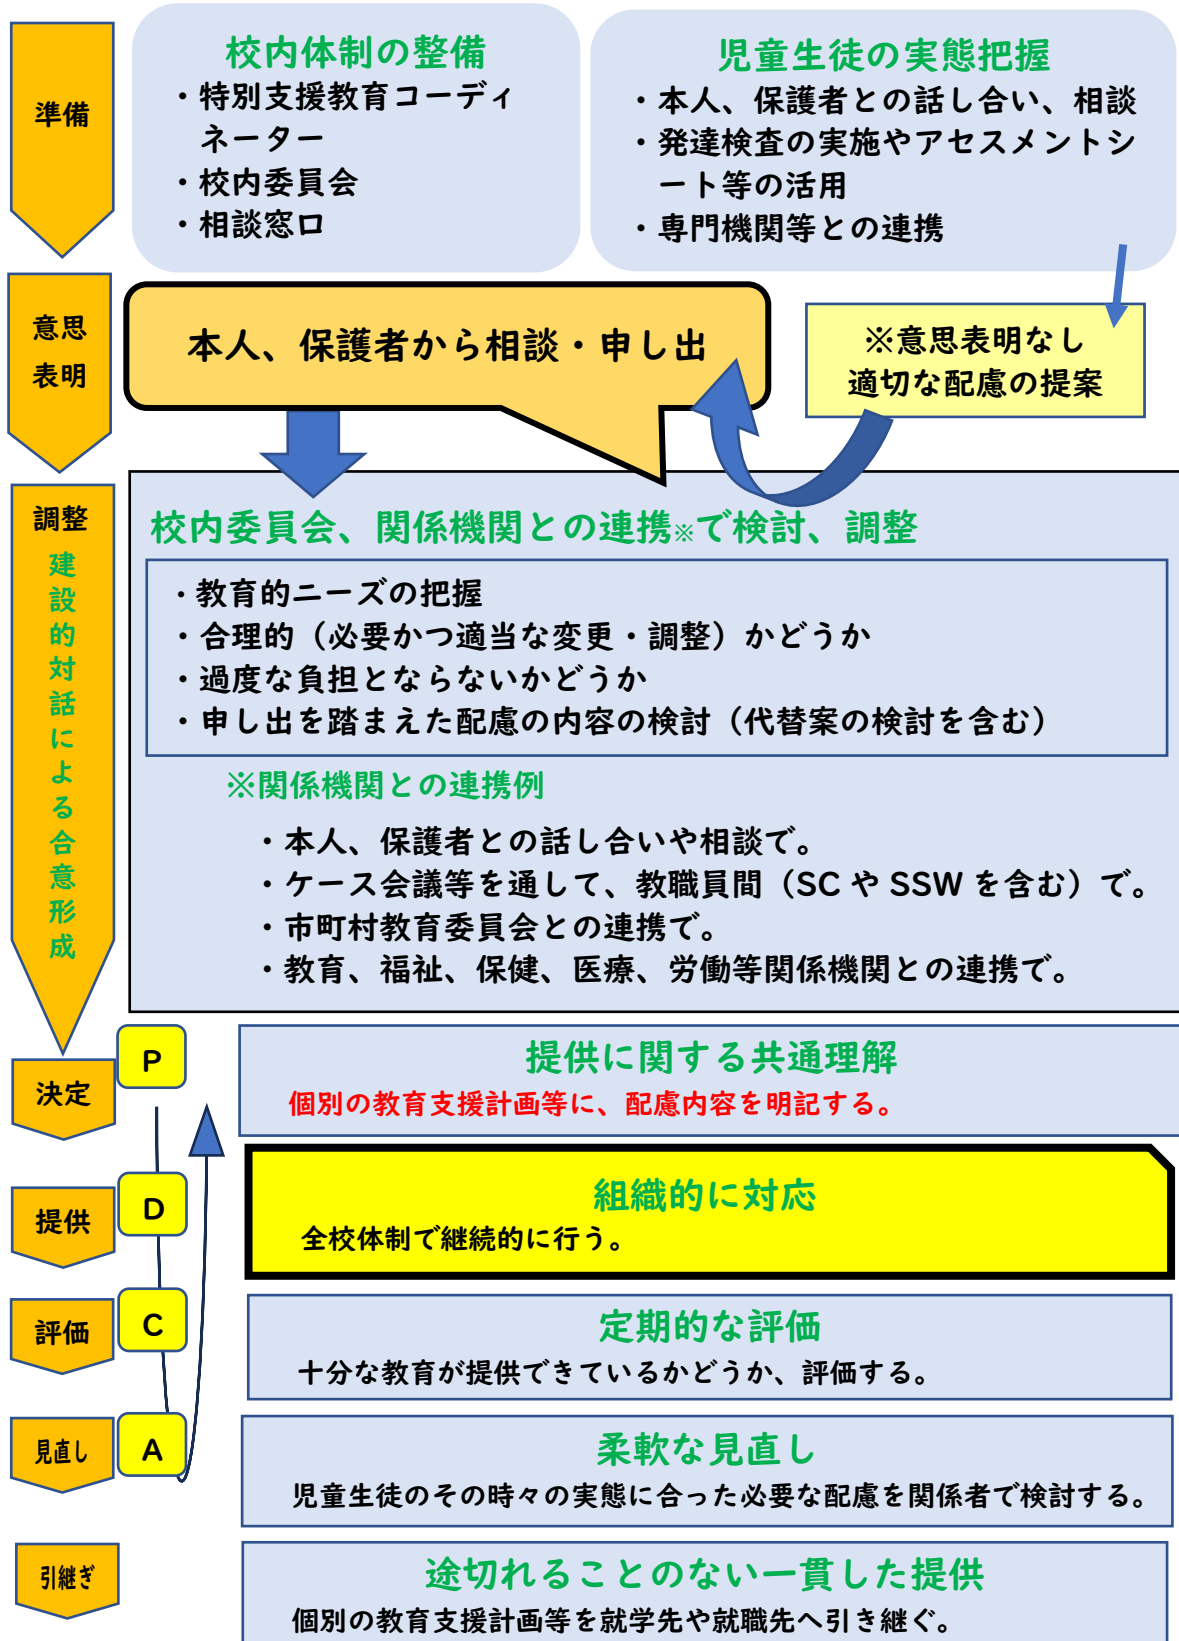 準備
校内体制の整備
・特別支援教育コーディ
ネーター
・校内委員会
・相談窓口
児童生徒の実態把握
・本人、保護者との話し合い、相談
・発達検査の実施やアセスメントシ
ート等の活用
・専門機関等との連携
意思
表明
本人、保護者から相談・申し出
※意思表明なし
適切な配慮の提案
調整
建設的対話による合意形成
校内委員会、関係機関との連携※で検討、調整
・教育的ニーズの把握
・合理的（必要かつ適当な変更・調整）かどうか
・過度な負担とならないかどうか
・申し出を踏まえた配慮の内容の検討（代替案の検討を含む）
※関係機関との連携例
・本人、保護者との話し合いや相談で。
・ケース会議等を通して、教職員間（SC や SSW を含む）で。
・市町村教育委員会との連携で。
・教育、福祉、保健、医療、労働等関係機関との連携で。
決定
P
提供に関する共通理解
個別の教育支援計画等に、配慮内容を明記する。
提供
D
組織的に対応
全校体制で継続的に行う。
評価
C
定期的な評価
十分な教育が提供できているかどうか、評価する。
見直し
A
柔軟な見直し
児童生徒のその時々の実態に合った必要な配慮を関係者で検討する。
引継ぎ
途切れることのない一貫した提供
個別の教育支援計画等を就学先や就職先へ引き継ぐ。